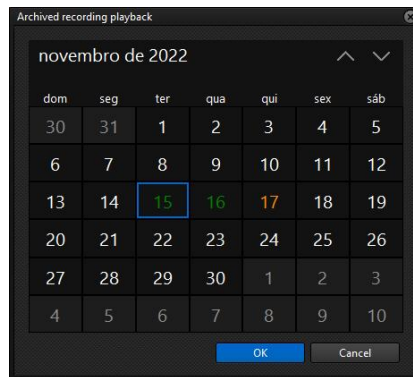 Archived recording playback
novembro de 2022
dom seg ter qua qui sex sáb
30 31 1 2 3 4 5
6 7 8 9 10 11 12
13 14 15 16 17 18 19
20 21 22 23 24 25 26
27 28 29 30 1 2 3
4 5 6 7 8 9 10
OK Cancel